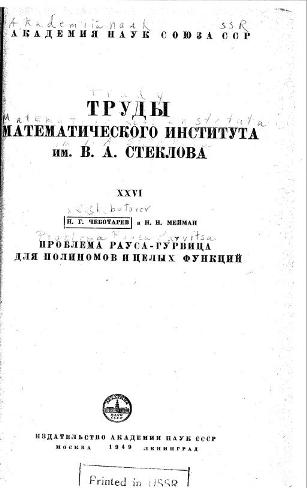 АКАДЕМИЯ НАУК СОЮЗА ССР
ТРУДЫ
МАТЕМАТИЧЕСКОГО ИНСТИТУТА
им. В. А. СТЕКЛОВА
XXVI
Н. Г. ЧЕБОТАРЕВ и Н. Н. МЕЙМАН
ПРОБЛЕМА РАУСА-ГУРВИЦА
ДЛЯ ПОЛИНОМОВ И ЦЕЛЫХ ФУНКЦИЙ
ИЗДАТЕЛЬСТВО АКАДЕМИИ НАУК СССР
МОСКВА 1949 ЛЕНИНГРАД
Printed in USSR